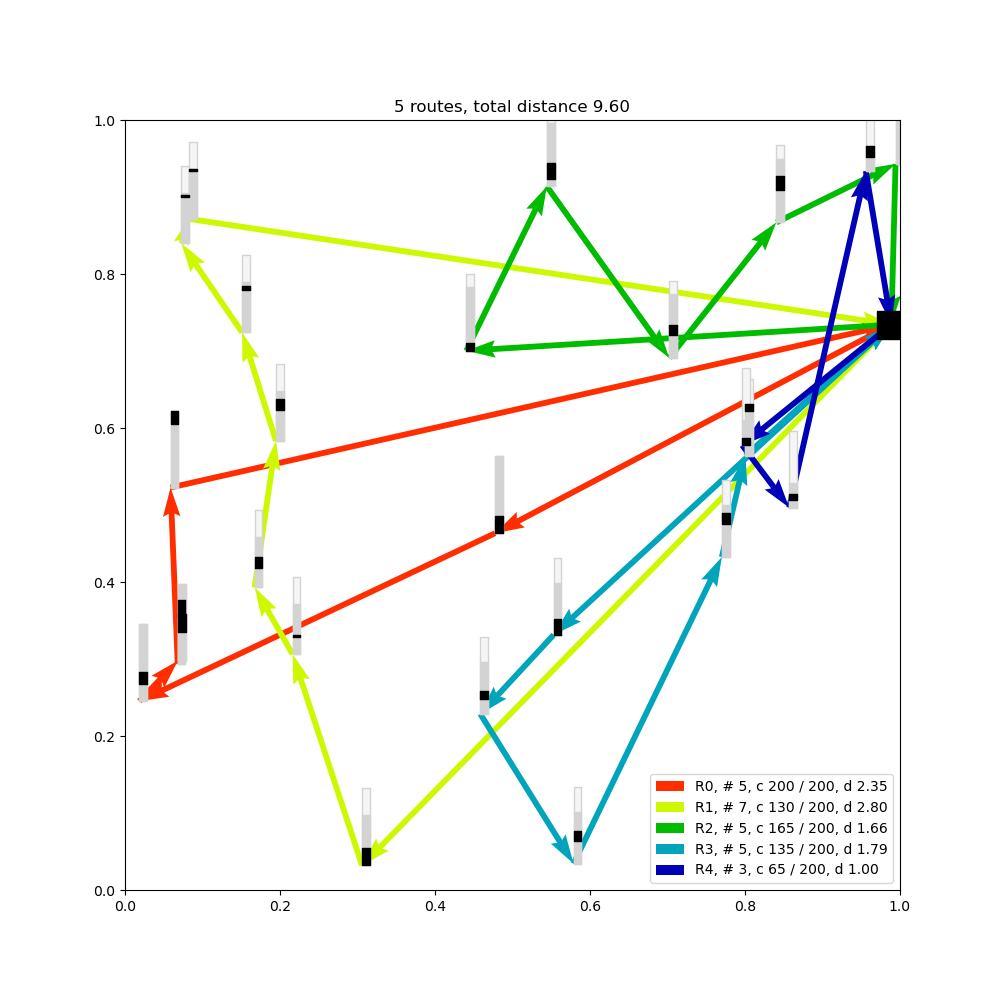 5 routes, total distance 9.60
1.0
0.8
0.6
0.4
0.2
0.0
R0, # 5, c 200 / 200, d 2.35
R1, # 7, c 130 / 200, d 2.80
R2, # 5, c 165 / 200, d 1.66
R3, # 5, c 135 / 200, d 1.79
R4, # 3, c 65 / 200, d 1.00
0.0 0.2 0.4 0.6 0.8 1.0